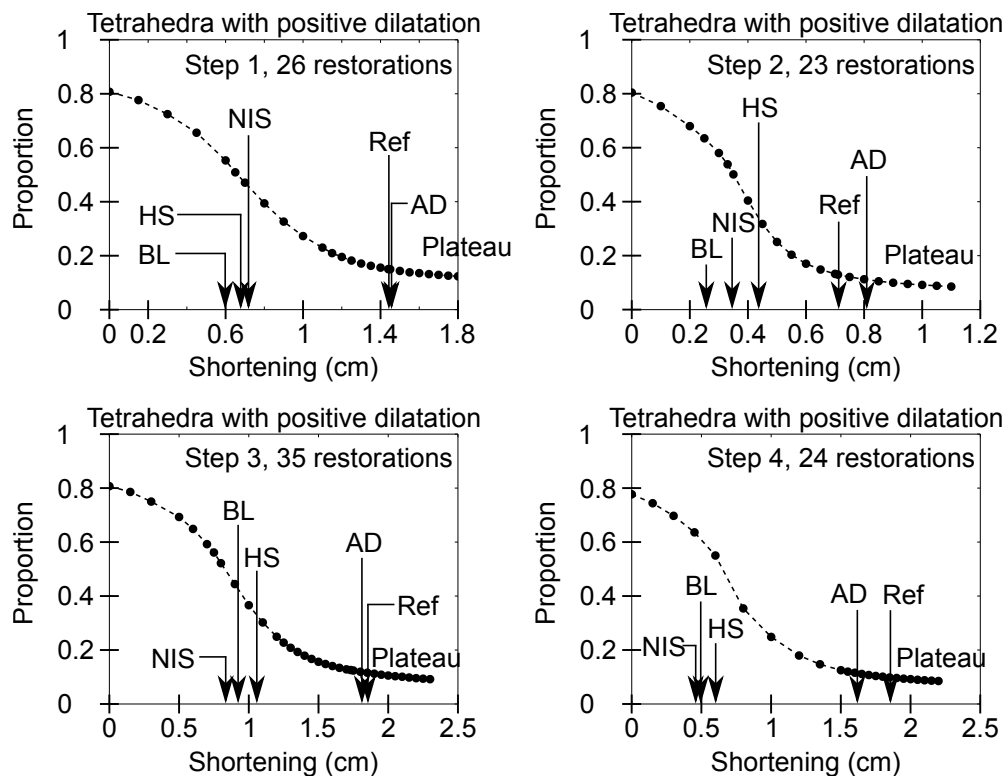 Tetrahedra with positive dilatation
Step 1, 26 restorations
Proportion
1
0.8
0.6
0.4
0.2
0
NIS
Ref
HS
AD
BL
Plateau
0 0.2 0.6 1 1.4 1.8
Shortening (cm)
Tetrahedra with positive dilatation
Step 2, 23 restorations
Proportion
1
0.8
0.6
0.4
0.2
0
HS
AD
NIS
Ref
BL
Plateau
0 0.2 0.4 0.6 0.8 1 1.2
Shortening (cm)
Tetrahedra with positive dilatation
Step 3, 35 restorations
Proportion
1
0.8
0.6
0.4
0.2
0
BL
HS
AD
Ref
NIS
Plateau
0 0.5 1 1.5 2 2.5
Shortening (cm)
Tetrahedra with positive dilatation
Step 4, 24 restorations
Proportion
1
0.8
0.6
0.4
0.2
0
BL
AD
Ref
HS
NIS
Plateau
0 0.5 1 1.5 2 2.5
Shortening (cm)